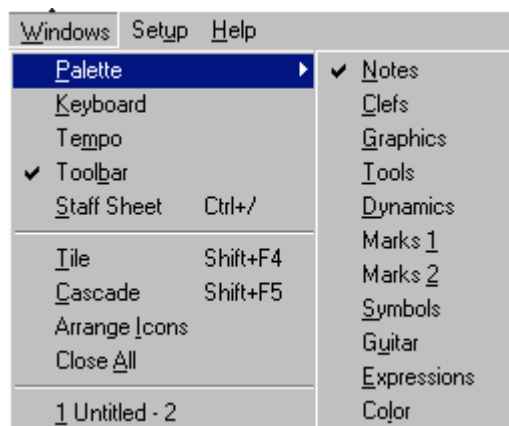 Windows Setup Help
Palette
Keyboard
Tempo
Toolbar
Staff Sheet Ctrl+/
Tile Shift+F4
Cascade Shift+F5
Arrange Icons
Close All
1 Untitled - 2
Notes
Clefs
Graphics
Tools
Dynamics
Marks 1
Marks 2
Symbols
Guitar
Expressions
Color